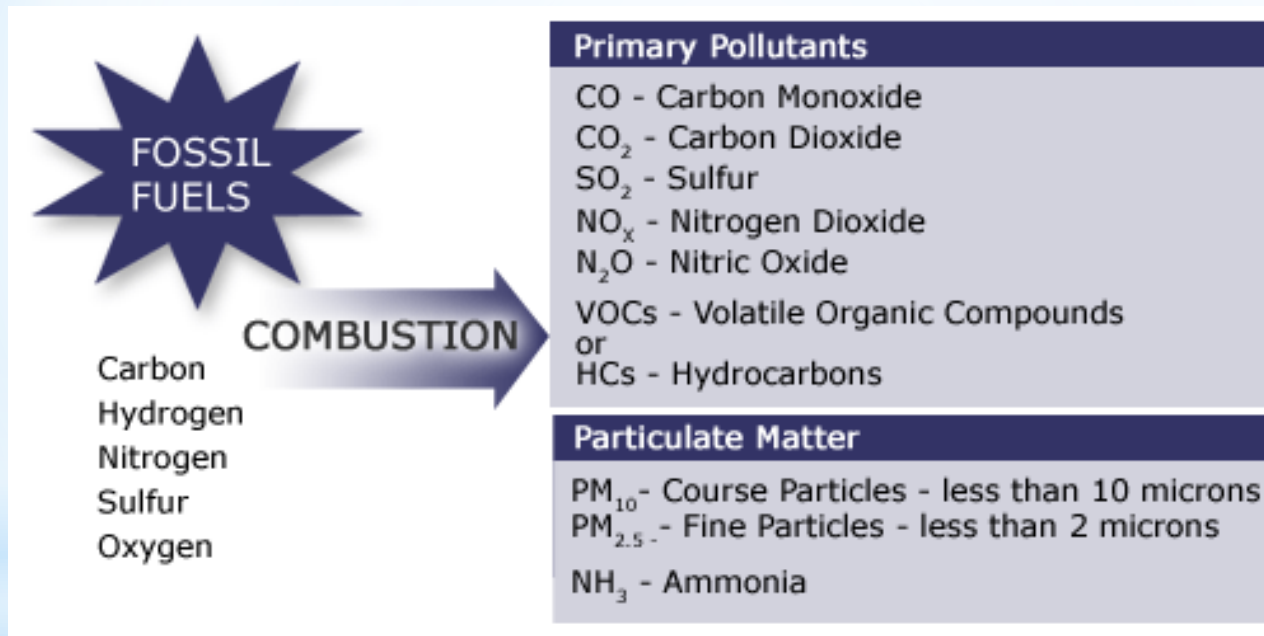 FOSSIL
FUELS
COMBUSTION
Carbon
Hydrogen
Nitrogen
Sulfur
Oxygen
Primary Pollutants
CO - Carbon Monoxide
CO₂ - Carbon Dioxide
SO₂ - Sulfur
NOₓ - Nitrogen Dioxide
N₂O - Nitric Oxide
VOCs - Volatile Organic Compounds
or
HCs - Hydrocarbons
Particulate Matter
PM₁₀- Course Particles - less than 10 microns
PM₂.₅ -- Fine Particles - less than 2 microns
NH₃ - Ammonia